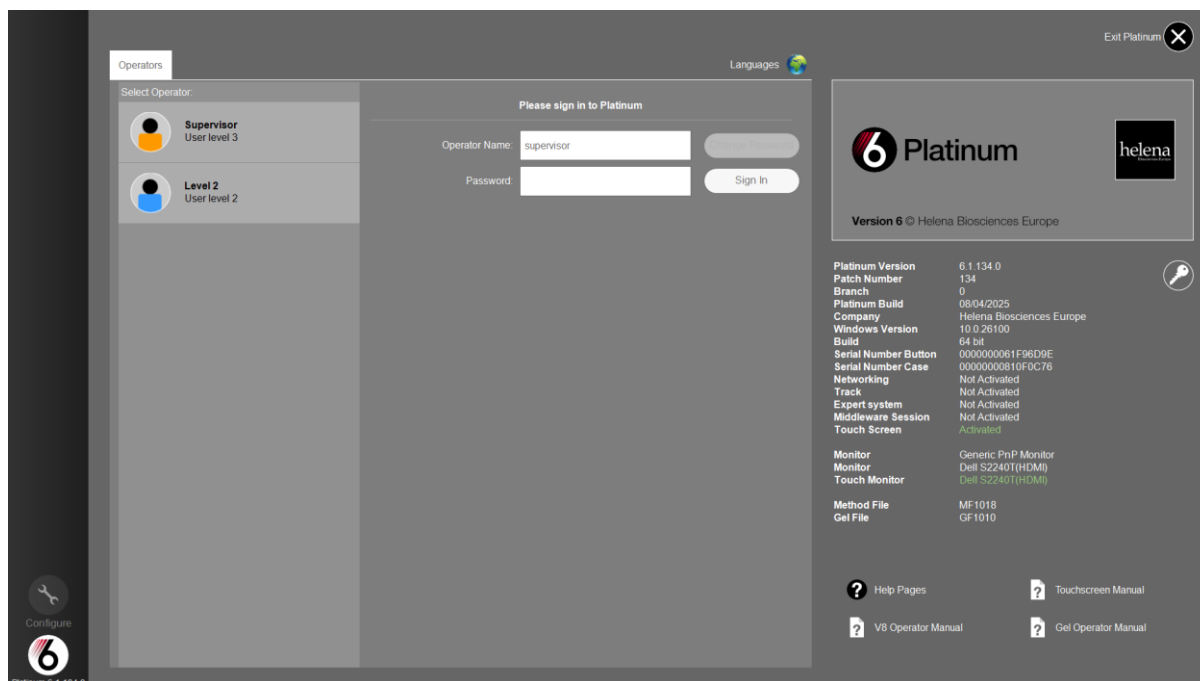 Exit Platinum
Operators
Languages
Select Operator:
Supervisor
User level 3
Level 2
User level 2
Please sign in to Platinum
Operator Name: supervisor
Change Password
Password:
Sign In
6 Platinum
helena
Version 6 © Helena Biosciences Europe
Platinum Version 6.1.134.0
Patch Number 134
Branch 0
Platinum Build 08/04/2025
Company Helena Biosciences Europe
Windows Version 10.0.26100
Build 64 bit
Serial Number Button 0000000061F96D9E
Serial Number Case 00000000810F0C76
Networking Not Activated
Track Not Activated
Expert system Not Activated
Middleware Session Not Activated
Touch Screen Activated
Monitor Generic PnP Monitor
Monitor Dell S2240T(HDMI)
Touch Monitor Dell S2240T(HDMI)
Method File MF1018
Gel File GF1010
? Help Pages
? Touchscreen Manual
? V8 Operator Manual
? Gel Operator Manual
Configure
6